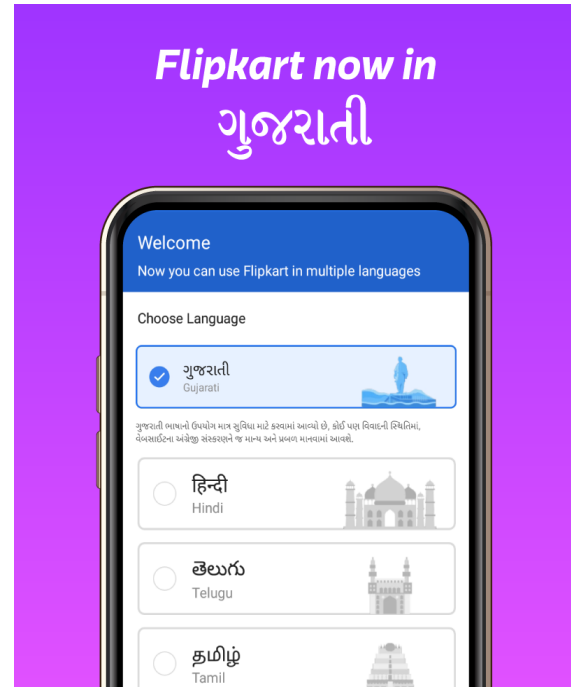 Flipkart now in
ગુજરાતી
Welcome
Now you can use Flipkart in multiple languages
Choose Language
ગુજરાતી
Gujarati
ગુજરાતી ભાષાનો ઉપયોગ માત્ર સુવિધા માટે કરવામાં આવ્યો છે, કોઈ પણ વિવાદની સ્થિતિમાં,
વેબસાઈટના અંગ્રેજી સંસ્કરણને જ માન્ય અને પ્રબળ માનવામાં આવશે.
हिन्दी
Hindi
తెలుగు
Telugu
தமிழ்
Tamil